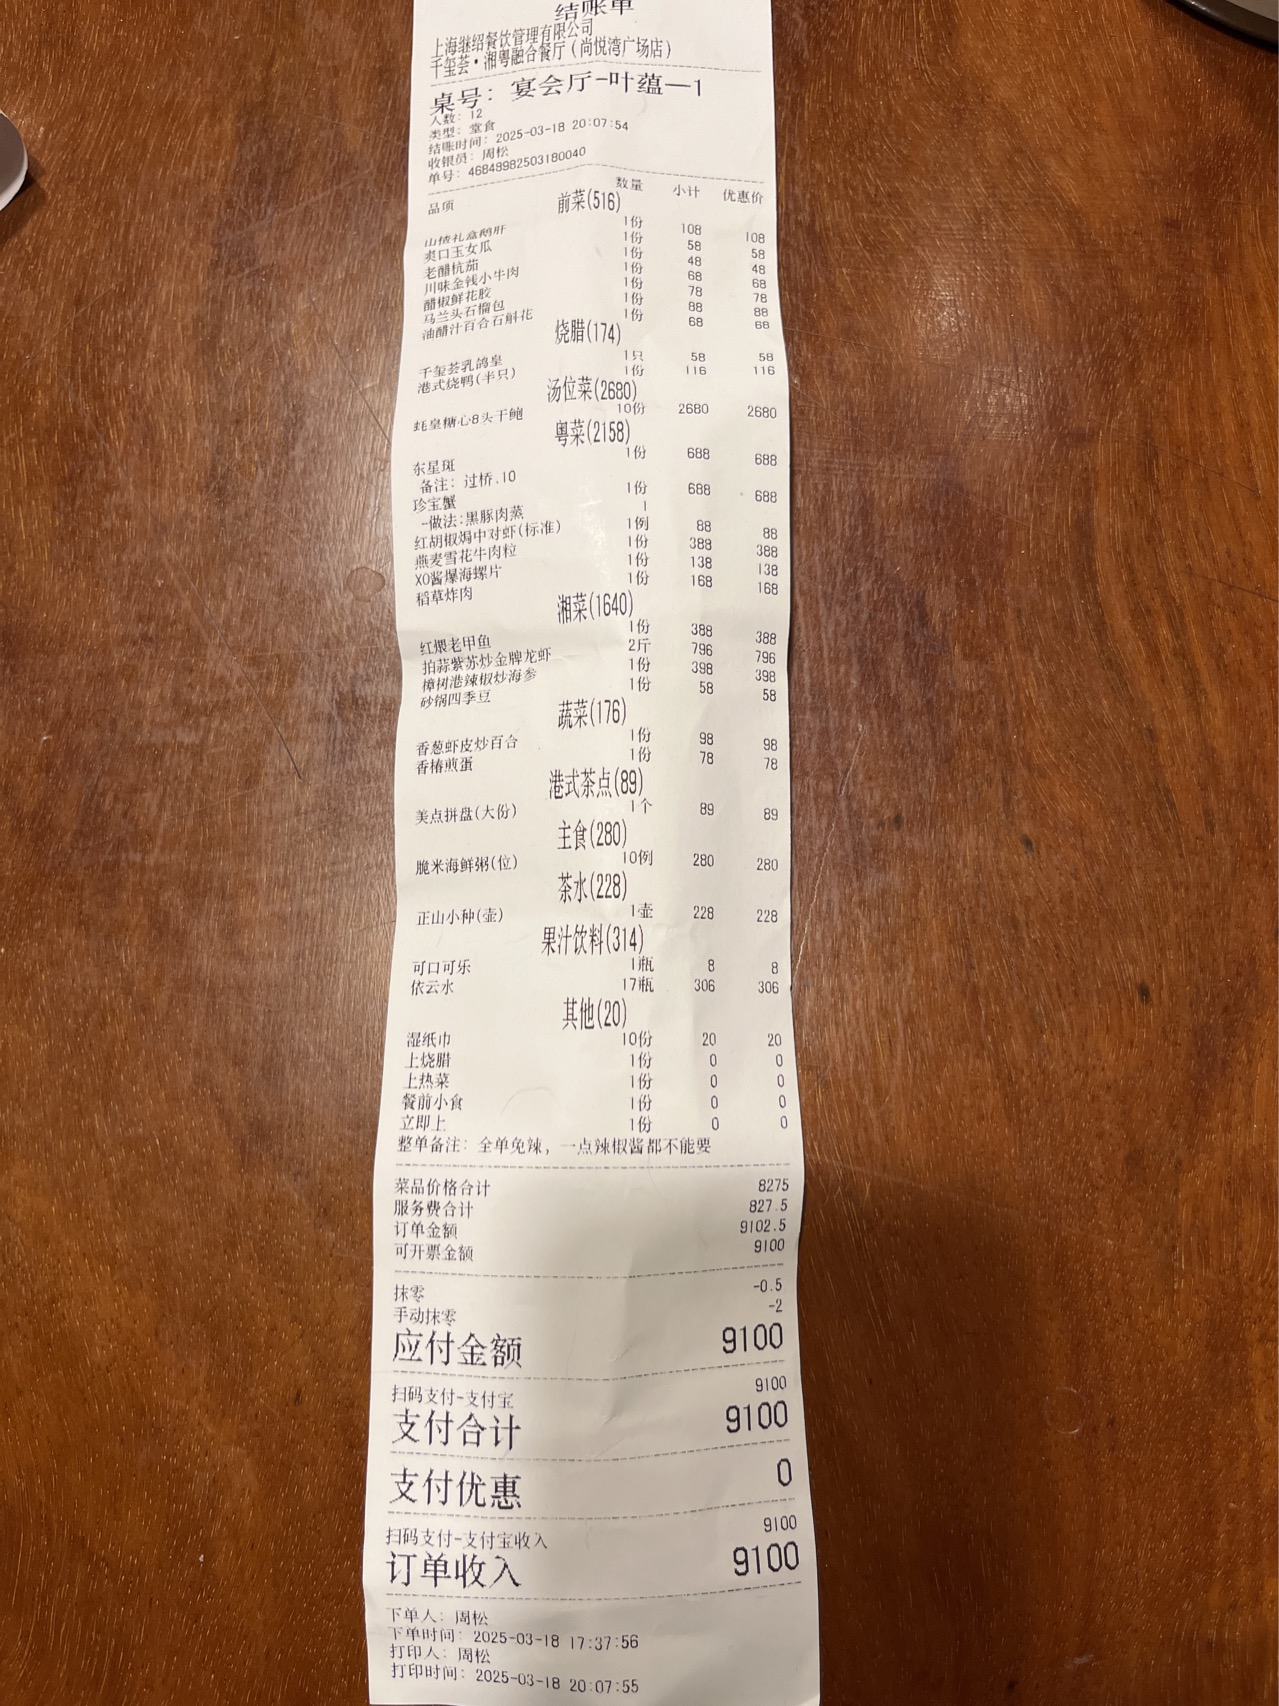 结账单
上海继绍餐饮管理有限公司
千玺荟·湘粤融合餐厅(尚悦湾广场店)
桌号: 宴会厅-叶蕴一1
人数: 12
类型: 堂食
结账时间: 2025-03-18 20:07:54
收银员: 周松
单号: 46848982503180040
品项 数量 小计 优惠价
前菜(516)
山楂礼盒鹅肝 1份 108 108
爽口玉女瓜 1份 58 58
老醋杭茄 1份 48 48
川味金钱小牛肉 1份 68 68
醋椒鲜花胶 1份 78 78
马兰头石榴包 1份 88 88
油醋汁百合石斛花 1份 68 68
烧腊(174)
千玺荟乳鸽皇 1只 58 58
港式烧鸭(半只) 1份 116 116
汤位菜(2680)
蚝皇糖心8头干鲍 10份 2680 2680
粤菜(2158)
东星斑 1份 688 688
备注: 过桥.10
珍宝蟹 1份 688 688
-做法:黑豚肉蒸 1
红胡椒焗中对虾(标准) 1例 88 88
燕麦雪花牛肉粒 1份 388 388
XO酱爆海螺片 1份 138 138
稻草炸肉 1份 168 168
湘菜(1640)
红煨老甲鱼 1份 388 388
拍蒜紫苏炒金牌龙虾 2斤 796 796
樟树港辣椒炒海参 1份 398 398
砂锅四季豆 1份 58 58
蔬菜(176)
香葱虾皮炒百合 1份 98 98
香椿煎蛋 1份 78 78
港式茶点(89)
美点拼盘(大份) 1个 89 89
主食(280)
脆米海鲜粥(位) 10例 280 280
茶水(228)
正山小种(壶) 1壶 228 228
果汁饮料(314)
可口可乐 1瓶 8 8
依云水 17瓶 306 306
其他(20)
湿纸巾 10份 20 20
上烧腊 1份 0 0
上热菜 1份 0 0
餐前小食 1份 0 0
立即上 1份 0 0
整单备注: 全单免辣, 一点辣椒酱都不能要
菜品价格合计 8275
服务费合计 827.5
订单金额 9102.5
可开票金额 9100
抹零 -0.5
手动抹零 -2
应付金额 9100
扫码支付-支付宝 9100
支付合计 9100
支付优惠 0
扫码支付-支付宝收入 9100
订单收入 9100
下单人: 周松
下单时间: 2025-03-18 17:37:56
打印人: 周松
打印时间: 2025-03-18 20:07:55